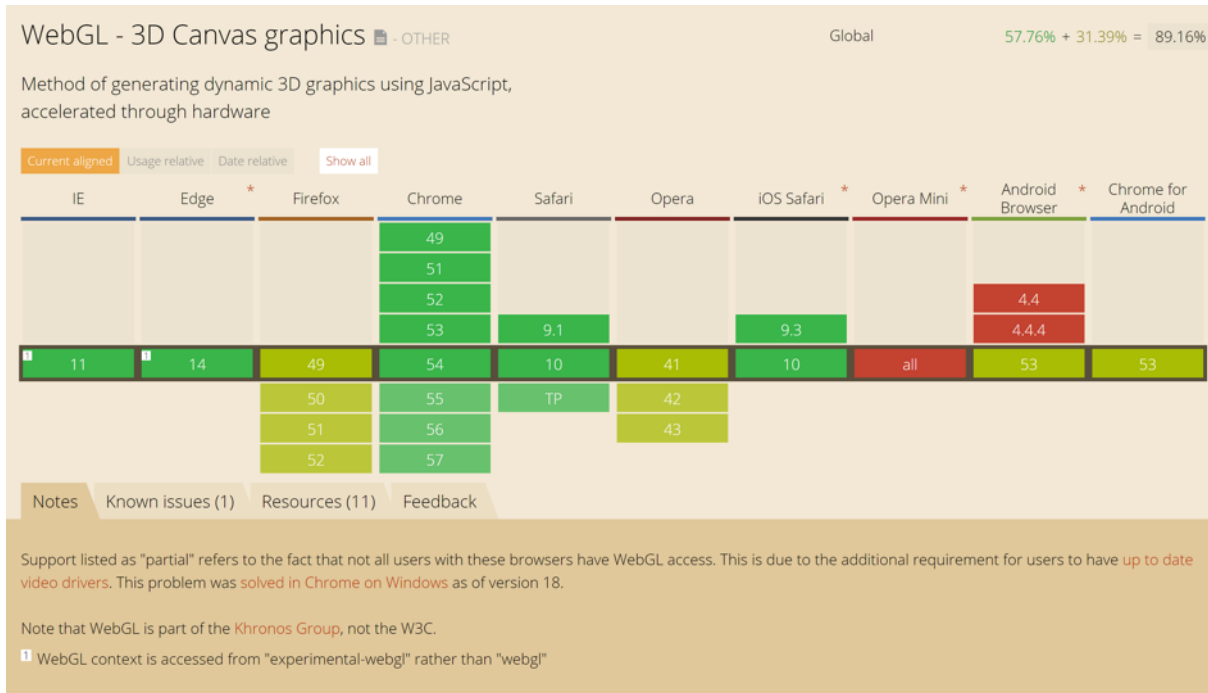 WebGL - 3D Canvas graphics - OTHER
Global 57.76% + 31.39% = 89.16%
Method of generating dynamic 3D graphics using JavaScript,
accelerated through hardware
Current aligned Usage relative Date relative Show all
IE Edge * Firefox Chrome Safari Opera iOS Safari * Opera Mini * Android Browser * Chrome for Android
49
51
52 4.4
53 9.1 9.3 4.4.4
1 11 1 14 49 54 10 41 10 all 53 53
50 55 TP 42
51 56 43
52 57
Notes Known issues (1) Resources (11) Feedback
Support listed as "partial" refers to the fact that not all users with these browsers have WebGL access. This is due to the additional requirement for users to have up to date
video drivers. This problem was solved in Chrome on Windows as of version 18.
Note that WebGL is part of the Khronos Group, not the W3C.
1 WebGL context is accessed from "experimental-webgl" rather than "webgl"